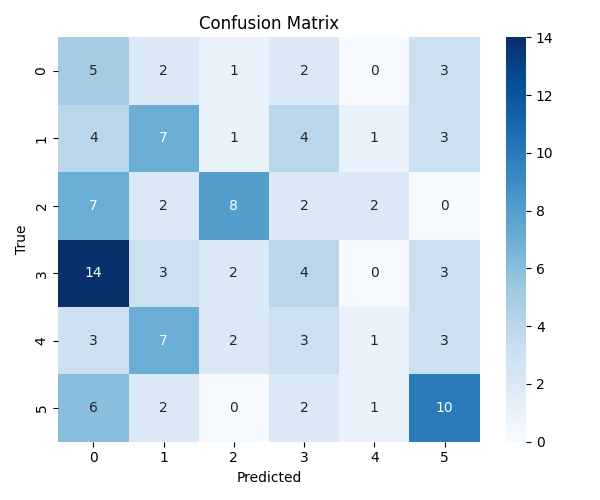 Confusion Matrix
0 5 2 1 2 0 3
1 4 7 1 4 1 3
2 7 2 8 2 2 0
3 14 3 2 4 0 3
4 3 7 2 3 1 3
5 6 2 0 2 1 10
True
0 1 2 3 4 5
Predicted
14
12
10
8
6
4
2
0